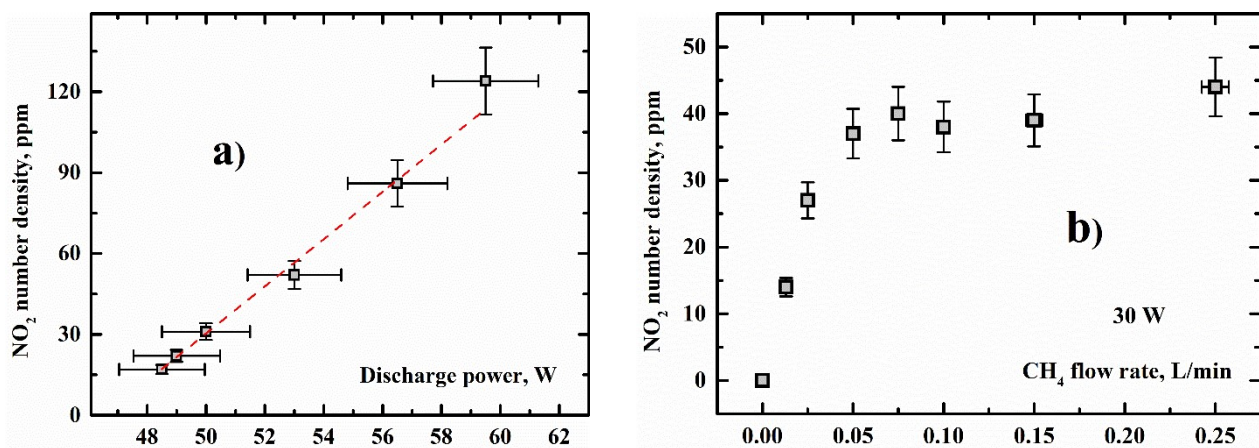 NO₂ number density, ppm
120
90
60
30
0
a)
Discharge power, W
48 50 52 54 56 58 60 62
NO₂ number density, ppm
50
40
30
20
10
0
b)
30 W
CH₄ flow rate, L/min
0.00 0.05 0.10 0.15 0.20 0.25